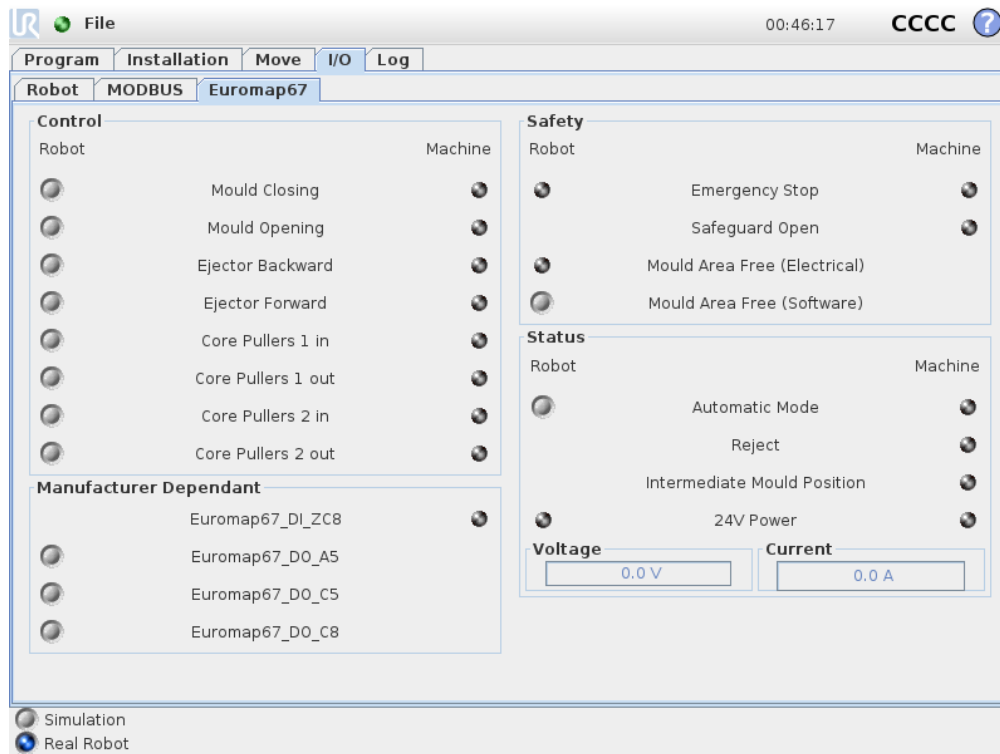 UR File 00:46:17 CCCC ?
Program Installation Move I/O Log
Robot MODBUS Euromap67
Control
Robot Machine
Mould Closing
Mould Opening
Ejector Backward
Ejector Forward
Core Pullers 1 in
Core Pullers 1 out
Core Pullers 2 in
Core Pullers 2 out
Manufacturer Dependant
Euromap67_DI_ZC8
Euromap67_DO_A5
Euromap67_DO_C5
Euromap67_DO_C8
Safety
Robot Machine
Emergency Stop
Safeguard Open
Mould Area Free (Electrical)
Mould Area Free (Software)
Status
Robot Machine
Automatic Mode
Reject
Intermediate Mould Position
24V Power
Voltage Current
0.0 V 0.0 A
Simulation
Real Robot